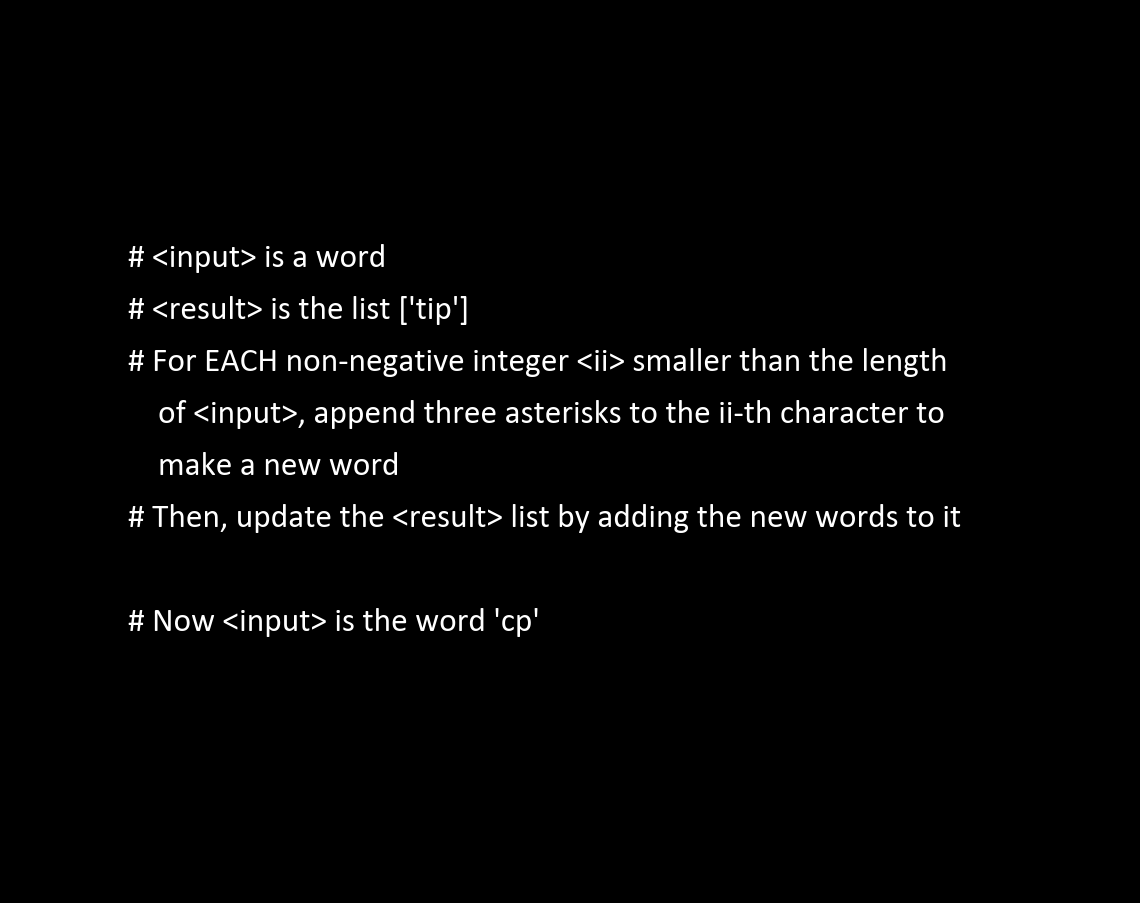 # <input> is a word
# <result> is the list ['tip']
# For EACH non-negative integer <ii> smaller than the length
of <input>, append three asterisks to the ii-th character to
make a new word
# Then, update the <result> list by adding the new words to it
# Now <input> is the word 'cp'